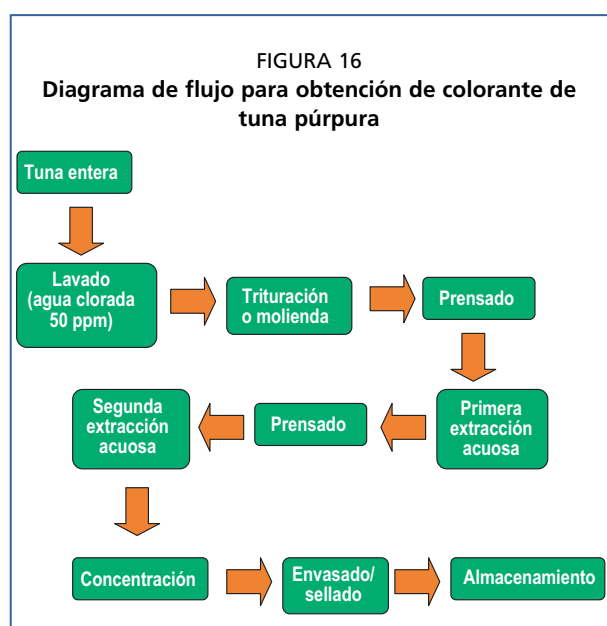 FIGURA 16
Diagrama de flujo para obtención de colorante de
tuna púrpura
Tuna entera
Lavado
(agua clorada
50 ppm)
Trituración
o molienda
Prensado
Primera
extracción
acuosa
Prensado
Segunda
extracción
acuosa
Concentración
Envasado/
sellado
Almacenamiento